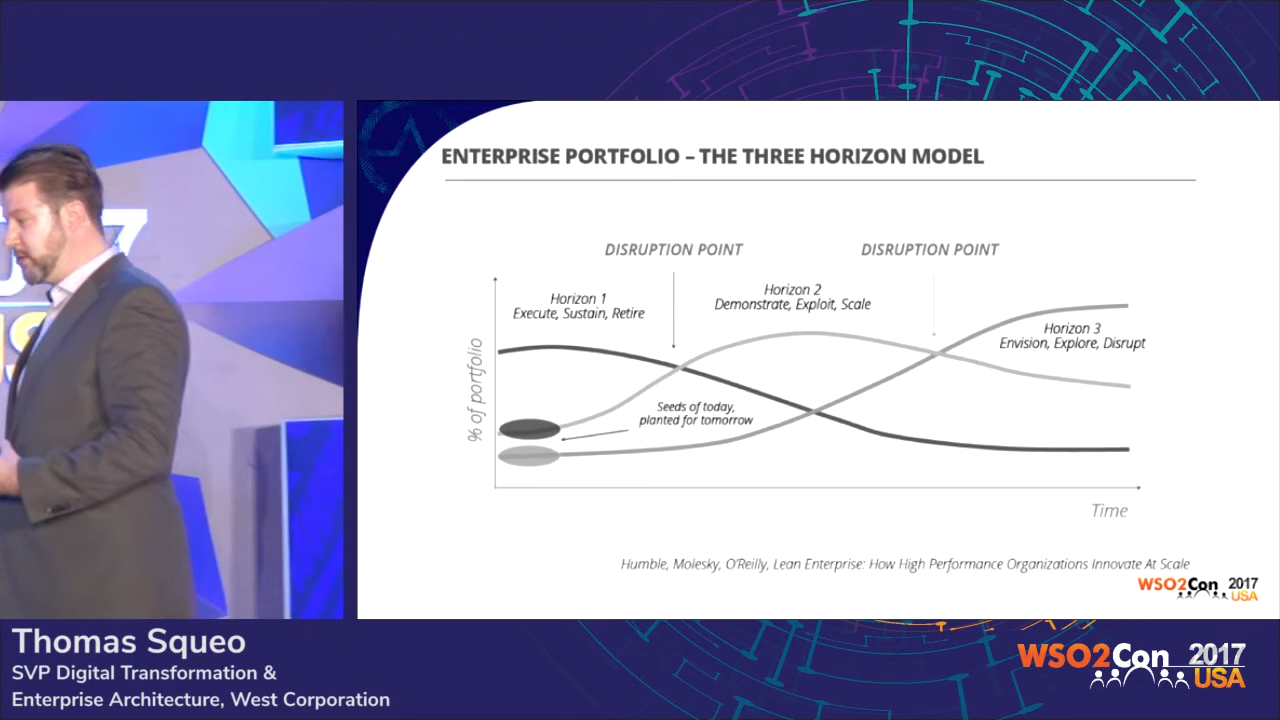 ENTERPRISE PORTFOLIO – THE THREE HORIZON MODEL
DISRUPTION POINT
DISRUPTION POINT
Horizon 1
Execute, Sustain, Retire
Horizon 2
Demonstrate, Exploit, Scale
Horizon 3
Envision, Explore, Disrupt
% of portfolio
Seeds of today,
planted for tomorrow
Time
Humble, Molesky, O'Reilly, Lean Enterprise: How High Performance Organizations Innovate At Scale
WSO2Con 2017
USA
Thomas Squeo
SVP Digital Transformation &
Enterprise Architecture, West Corporation
WSO2Con 2017
USA